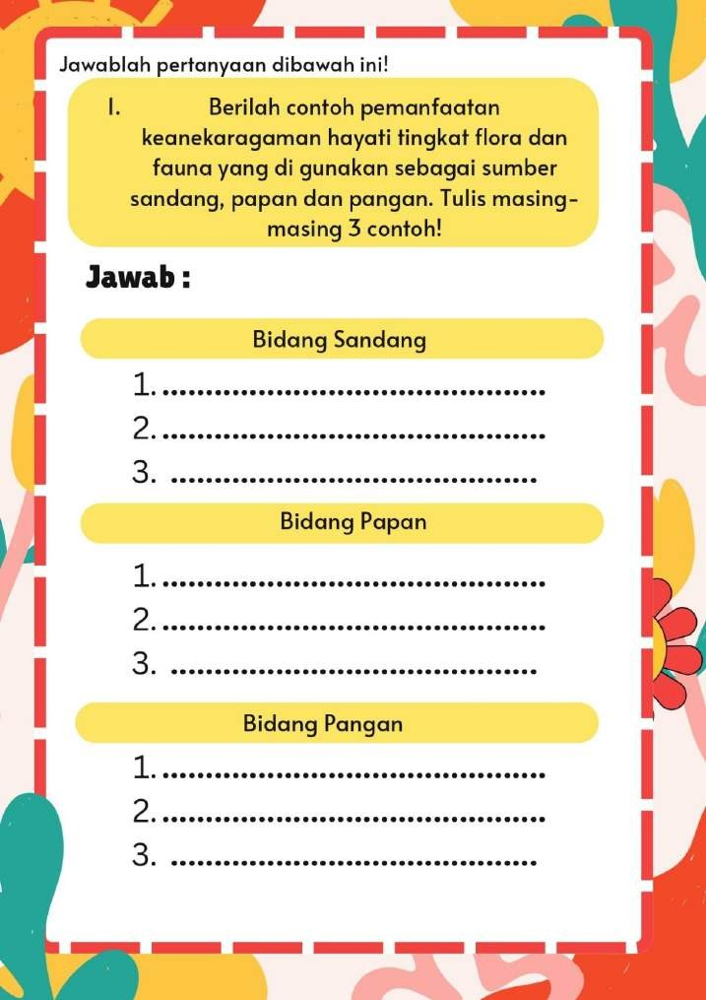 Jawablah pertanyaan dibawah ini!
1. Berilah contoh pemanfaatan
keanekaragaman hayati tingkat flora dan
fauna yang di gunakan sebagai sumber
sandang, papan dan pangan. Tulis masing-
masing 3 contoh!
Jawab :
Bidang Sandang
1. ............................................
2. ............................................
3. ..........................................
Bidang Papan
1. ............................................
2. ............................................
3. ..........................................
Bidang Pangan
1. ............................................
2. ............................................
3. ..........................................